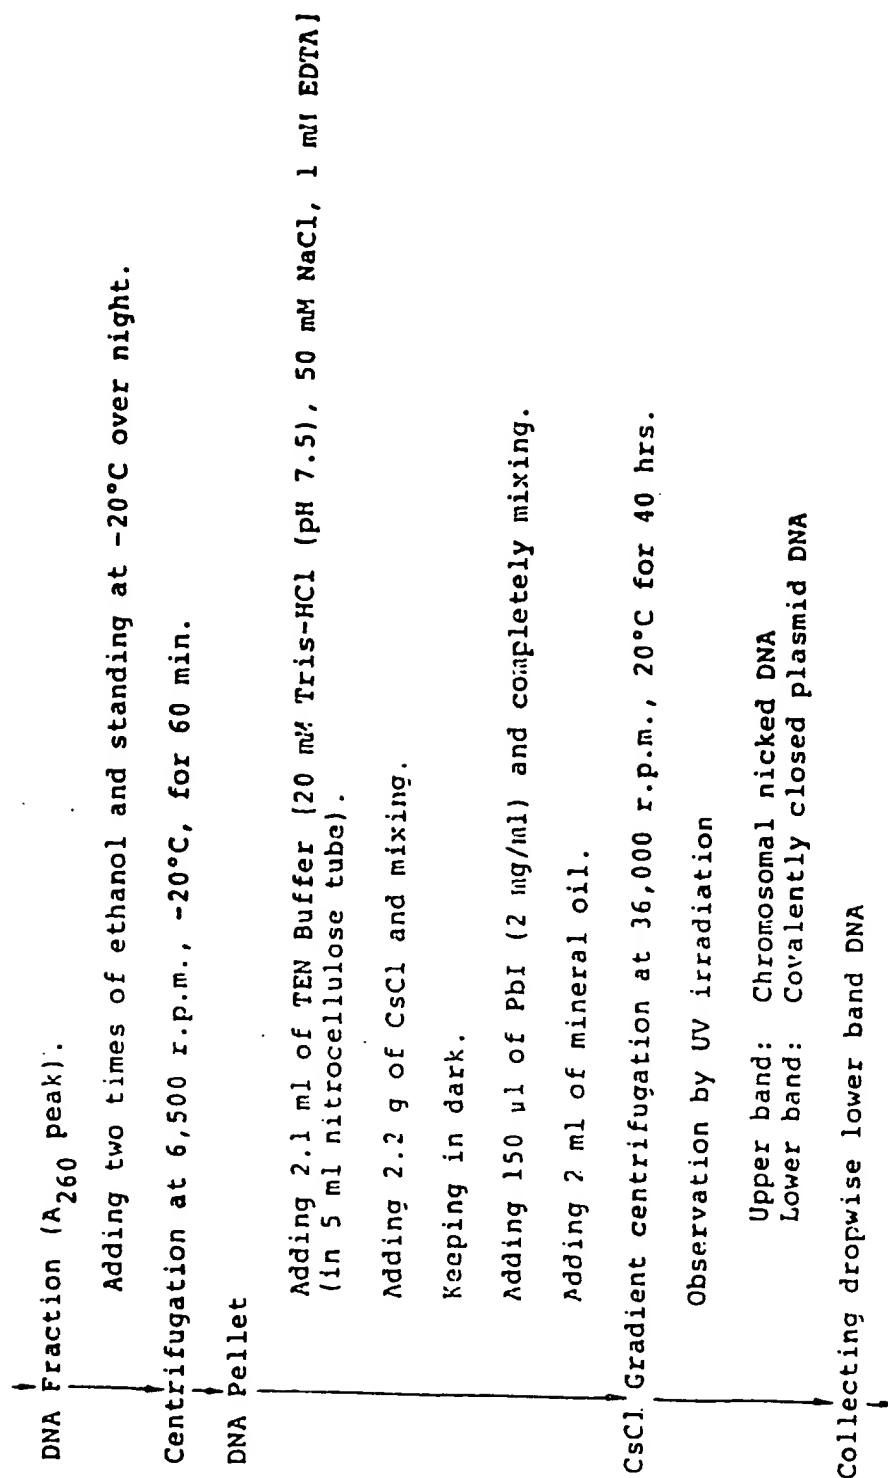 DNA Fraction (A260 peak).
Adding two times of ethanol and standing at -20°C over night.
Centrifugation at 6,500 r.p.m., -20°C, for 60 min.
DNA Pellet
Adding 2.1 ml of TEN Buffer [20 mM Tris-HCl (pH 7.5), 50 mM NaCl, 1 mM EDTA]
(in 5 ml nitrocellulose tube).
Adding 2.2 g of CsCl and mixing.
Keeping in dark.
Adding 150 µl of PbI (2 mg/ml) and completely mixing.
Adding 2 ml of mineral oil.
CsCl Gradient centrifugation at 36,000 r.p.m., 20°C for 40 hrs.
Observation by UV irradiation
Upper band: Chromosomal nicked DNA
Lower band: Covalently closed plasmid DNA
Collecting dropwise lower band DNA